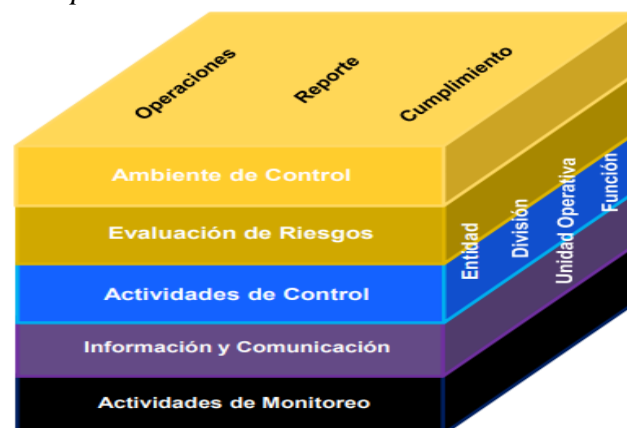 Operaciones
Reporte
Cumplimiento
Ambiente de Control
Evaluación de Riesgos
Actividades de Control
Información y Comunicación
Actividades de Monitoreo
Entidad
División
Unidad Operativa
Función